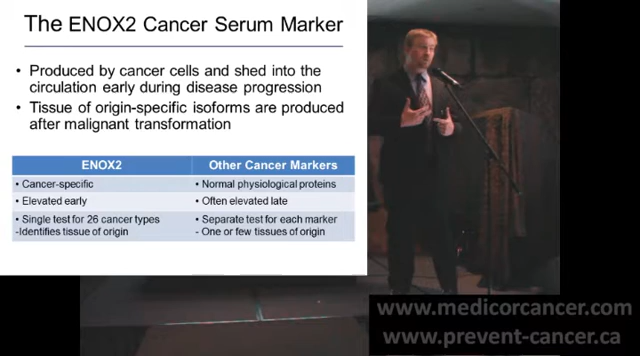 The ENOX2 Cancer Serum Marker
• Produced by cancer cells and shed into the
circulation early during disease progression
• Tissue of origin-specific isoforms are produced
after malignant transformation
ENOX2 Other Cancer Markers
• Cancer-specific • Normal physiological proteins
• Elevated early • Often elevated late
• Single test for 26 cancer types • Separate test for each marker
-Identifies tissue of origin - One or few tissues of origin
www.medicorcancer.com
www.prevent-cancer.ca